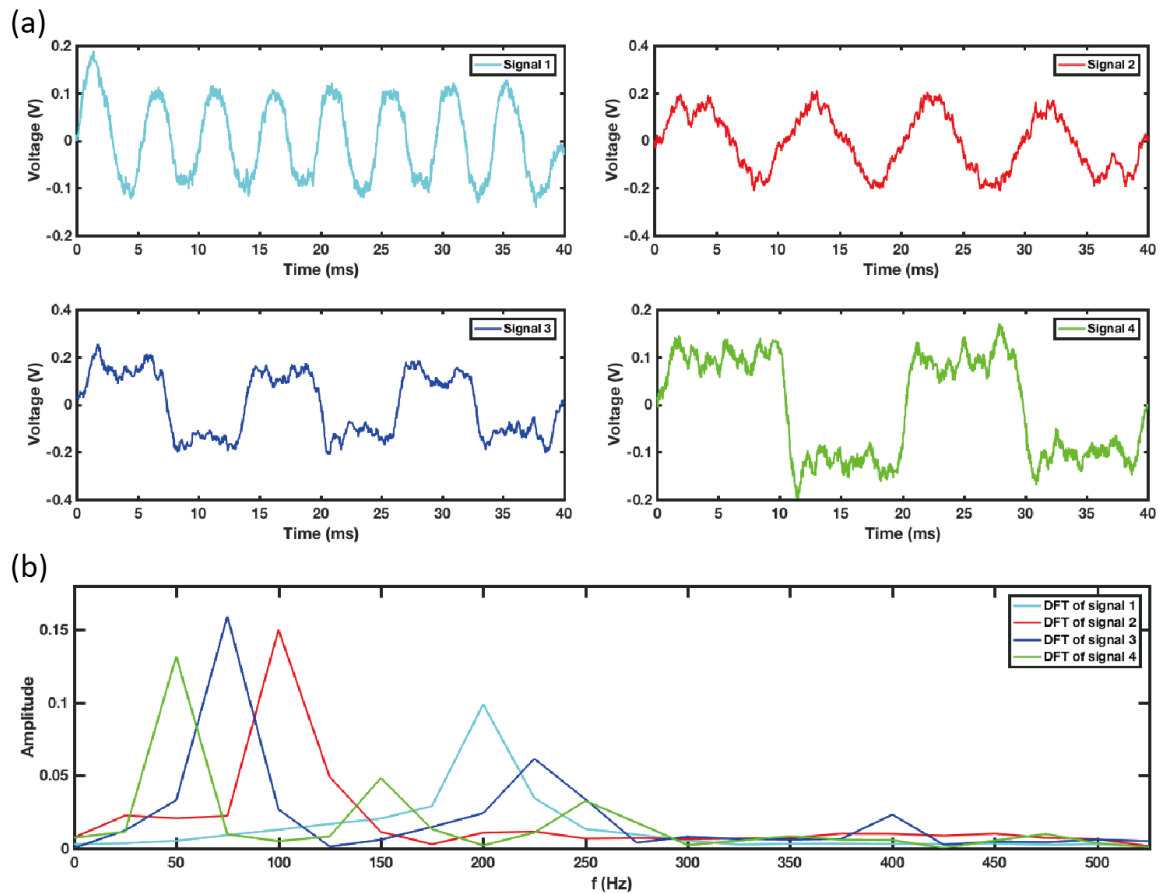 (a)
0.2
0.1
0
-0.1
-0.2
Voltage (V)
Signal 1
0 5 10 15 20 25 30 35 40
Time (ms)
0.4
0.2
0
-0.2
-0.4
Voltage (V)
Signal 2
0 5 10 15 20 25 30 35 40
Time (ms)
0.4
0.2
0
-0.2
-0.4
Voltage (V)
Signal 3
0 5 10 15 20 25 30 35 40
Time (ms)
0.2
0.1
0
-0.1
-0.2
Voltage (V)
Signal 4
0 5 10 15 20 25 30 35 40
Time (ms)
(b)
0.15
0.1
0.05
0
Amplitude
DFT of signal 1
DFT of signal 2
DFT of signal 3
DFT of signal 4
0 50 100 150 200 250 300 350 400 450 500
f (Hz)